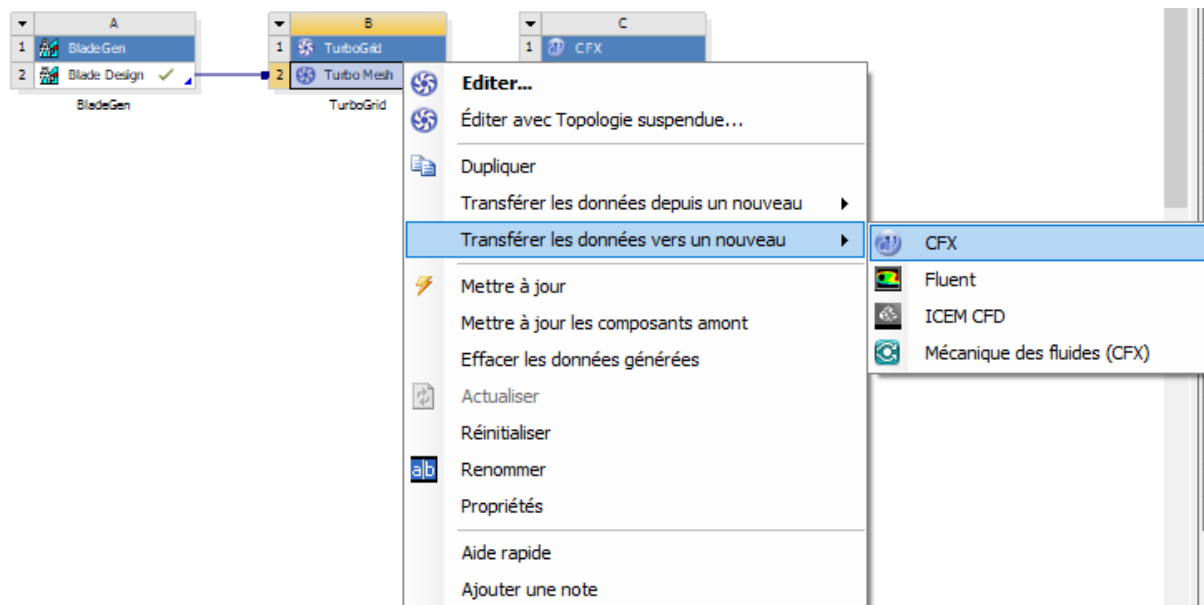 A
B
C
1 BladeGen
1 TurboGrid
1 CFX
2 Blade Design
2 Turbo Mesh
BladeGen
TurboGrid
Editer...
Éditer avec Topologie suspendue...
Dupliquer
Transférer les données depuis un nouveau
Transférer les données vers un nouveau
CFX
Mettre à jour
Fluent
Mettre à jour les composants amont
ICEM CFD
Effacer les données générées
Mécanique des fluides (CFX)
Actualiser
Réinitialiser
a|b Renommer
Propriétés
Aide rapide
Ajouter une note